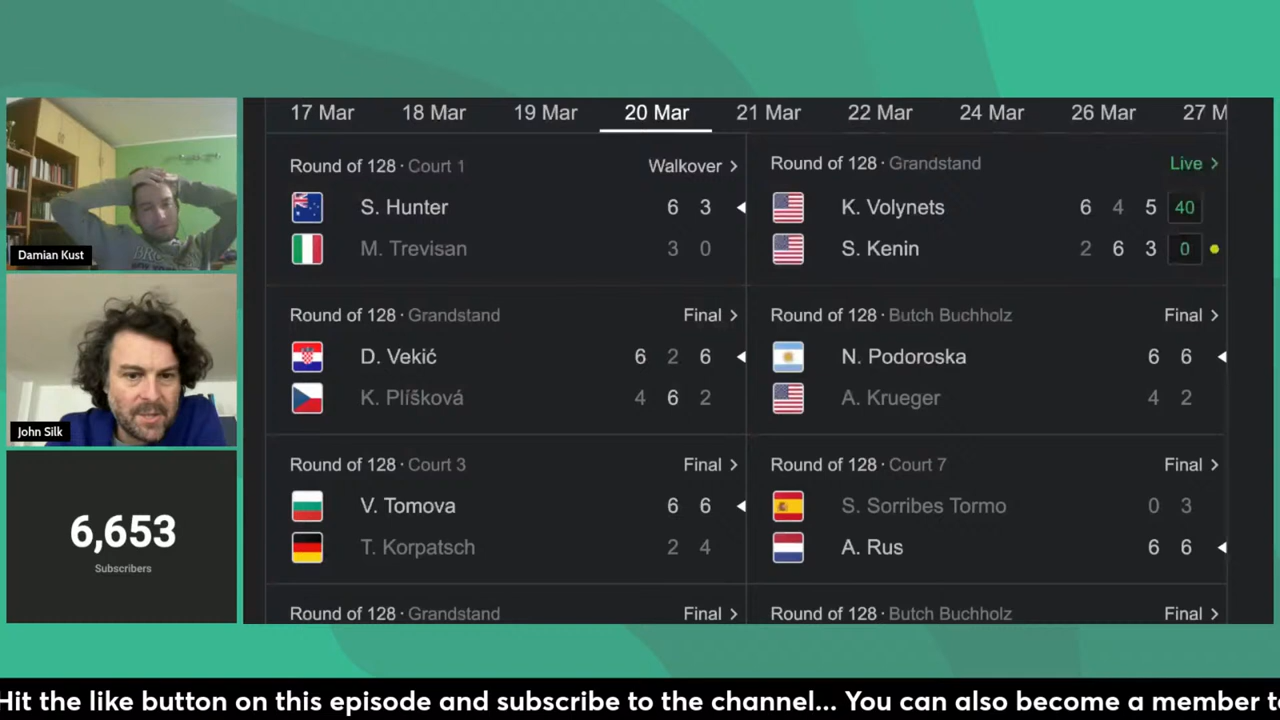 17 Mar 18 Mar 19 Mar 20 Mar 21 Mar 22 Mar 24 Mar 26 Mar 27 M
Damian Kust
John Silk
6,653
Subscribers
Round of 128 · Court 1 Walkover >
S. Hunter 6 3
M. Trevisan 3 0
Round of 128 · Grandstand Live >
K. Volynets 6 4 5 40
S. Kenin 2 6 3 0
Round of 128 · Grandstand Final >
D. Vekić 6 2 6
K. Plíšková 4 6 2
Round of 128 · Butch Buchholz Final >
N. Podoroska 6 6
A. Krueger 4 2
Round of 128 · Court 3 Final >
V. Tomova 6 6
T. Korpatsch 2 4
Round of 128 · Court 7 Final >
S. Sorribes Tormo 0 3
A. Rus 6 6
Round of 128 · Grandstand Final >
Round of 128 · Butch Buchholz Final >
Hit the like button on this episode and subscribe to the channel... You can also become a member t